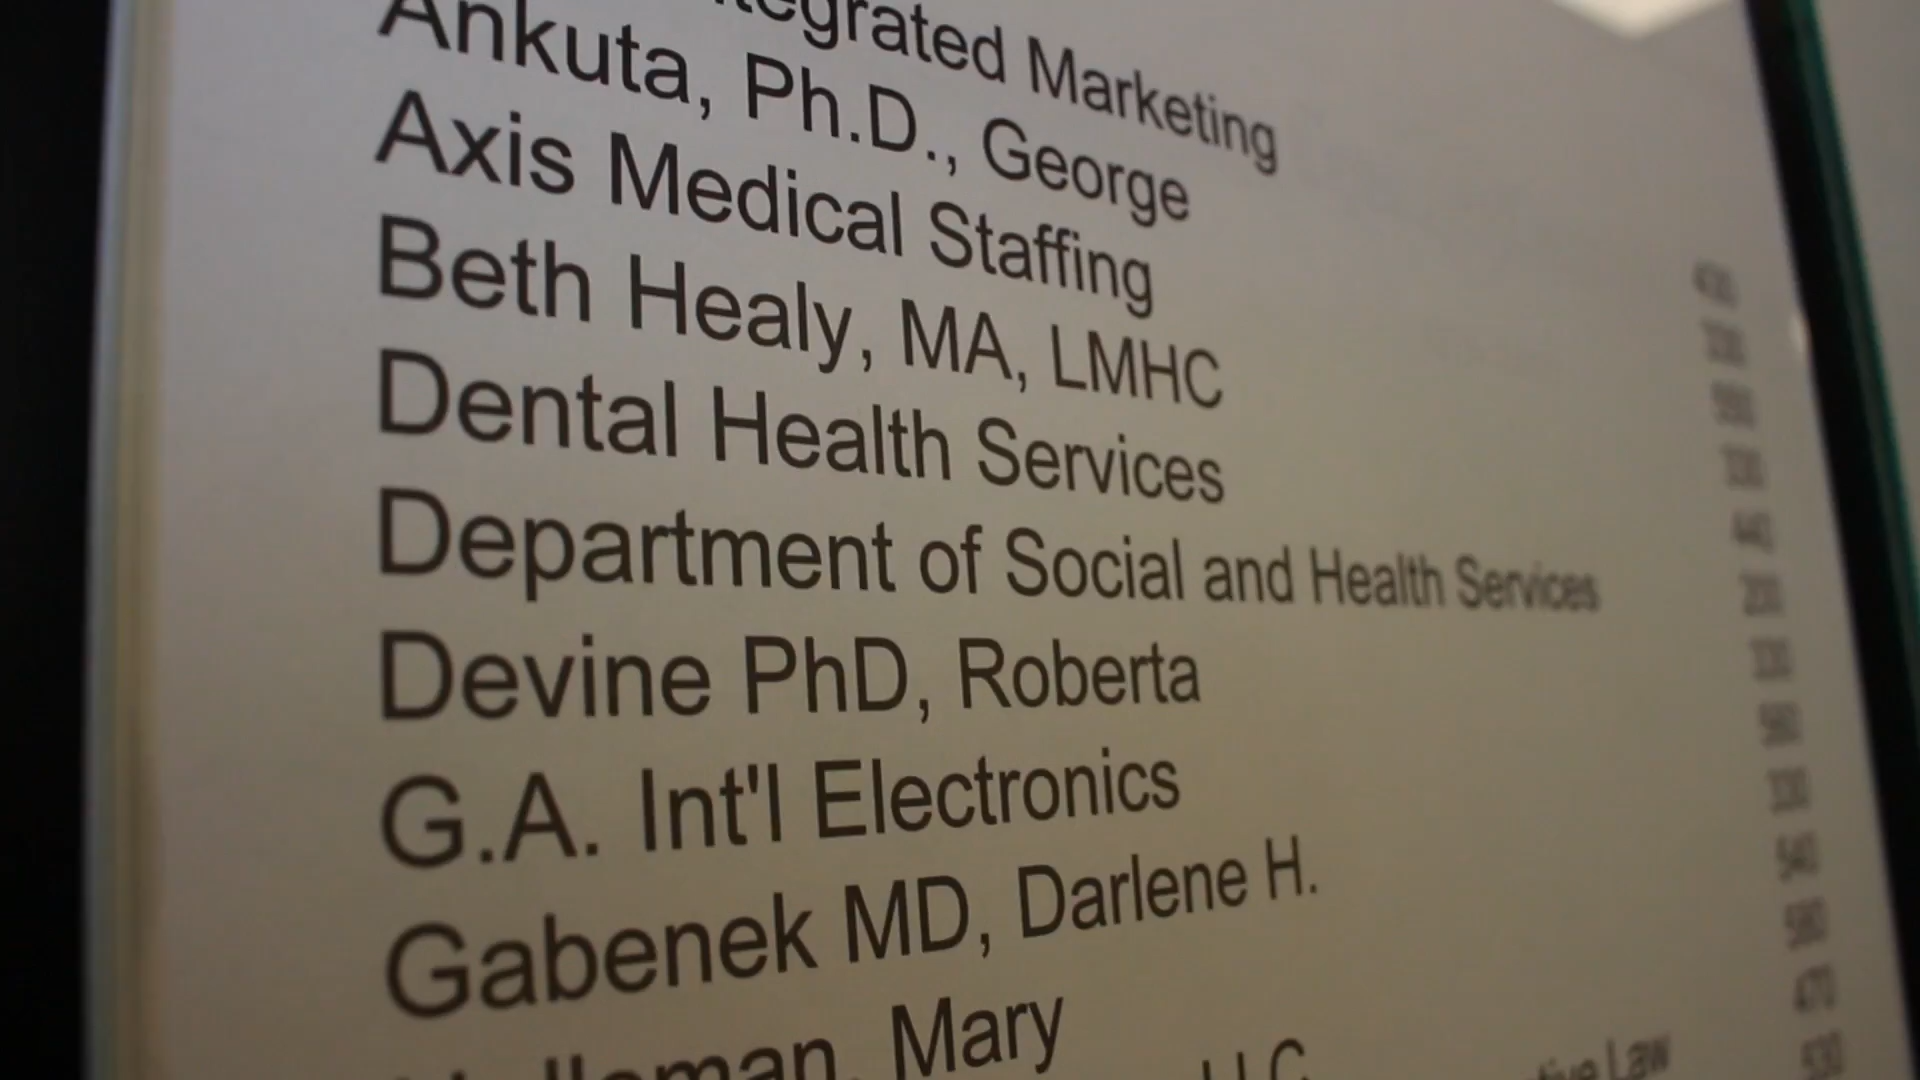 Marketing
Ankuta, Ph.D., George
Axis Medical Staffing
Beth Healy, MA, LMHC
Dental Health Services
Department of Social and Health Services
Devine PhD, Roberta
G.A. Int'l Electronics
Gabenek MD, Darlene H.
Mary
Law